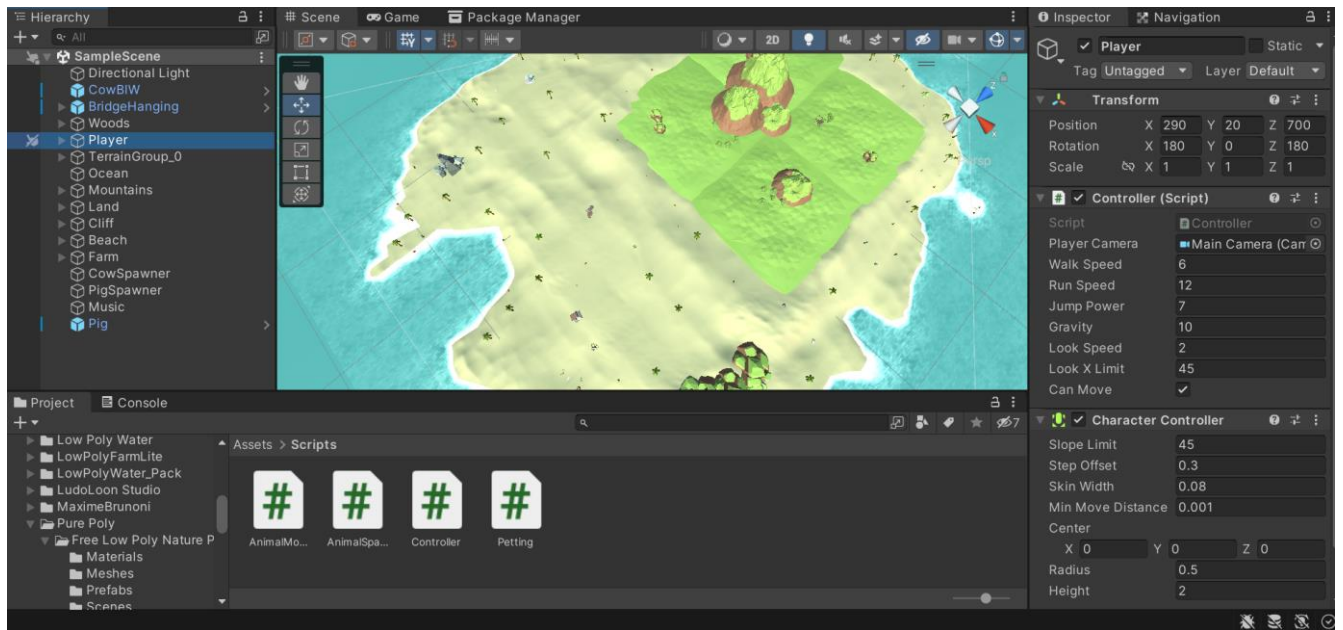 Hierarchy
All
SampleScene
Directional Light
CowBlW
BridgeHanging
Woods
Player
TerrainGroup_0
Ocean
Mountains
Land
Cliff
Beach
Farm
CowSpawner
PigSpawner
Music
Pig
Scene Game Package Manager
2D
Persp
Inspector Navigation
Player Static
Tag Untagged Layer Default
Transform
Position X 290 Y 20 Z 700
Rotation X 180 Y 0 Z 180
Scale X 1 Y 1 Z 1
Controller (Script)
Script Controller
Player Camera Main Camera (Cam
Walk Speed 6
Run Speed 12
Jump Power 7
Gravity 10
Look Speed 2
Look X Limit 45
Can Move
Character Controller
Slope Limit 45
Step Offset 0.3
Skin Width 0.08
Min Move Distance 0.001
Center
X 0 Y 0 Z 0
Radius 0.5
Height 2
Project Console
7
Low Poly Water
LowPolyFarmLite
LowPolyWater_Pack
LudoLoon Studio
MaximeBrunoni
Pure Poly
Free Low Poly Nature P
Materials
Meshes
Prefabs
Scenes
Assets > Scripts
AnimalMo... AnimalSpa... Controller Petting